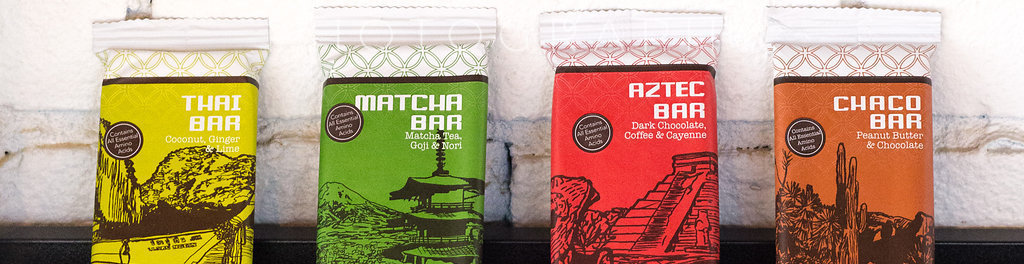 THAI
BAR
Coconut, Ginger
& Lime
Contains
All Essential
Amino
Acids
MATCHA
BAR
Matcha Tea,
Goji & Nori
Contains
All Essential
Amino
Acids
AZTEC
BAR
Dark Chocolate,
Coffee & Cayenne
Contains
All Essential
Amino
Acids
CHACO
BAR
Peanut Butter
& Chocolate
Contains
All Essential
Amino
Acids